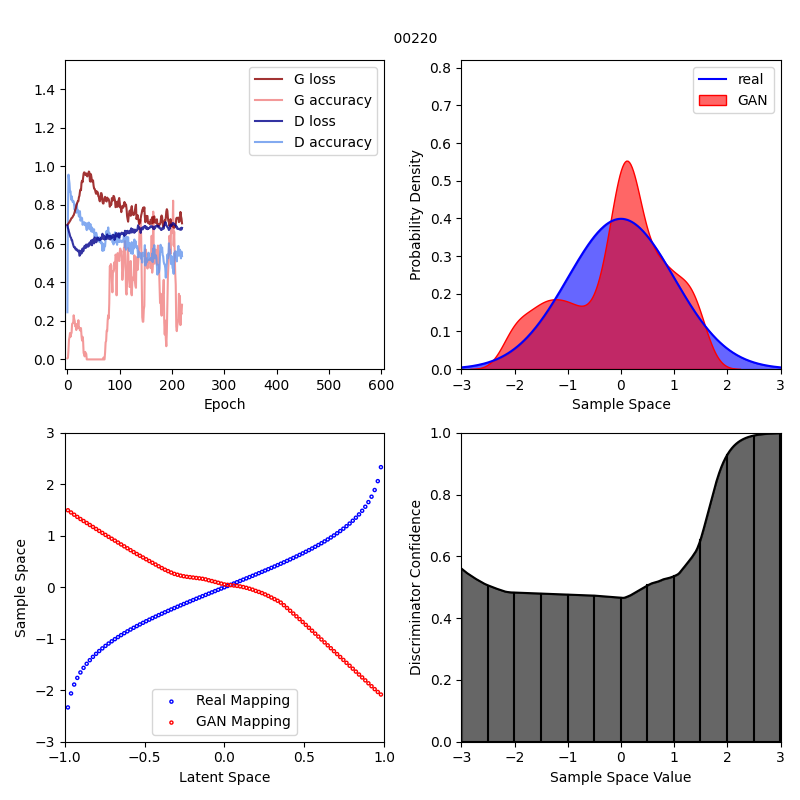 00220
1.4
1.2
1.0
0.8
0.6
0.4
0.2
0.0
0 100 200 300 400 500 600
Epoch
G loss
G accuracy
D loss
D accuracy
Probability Density
0.8
0.7
0.6
0.5
0.4
0.3
0.2
0.1
0.0
−3 −2 −1 0 1 2 3
Sample Space
real
GAN
Sample Space
3
2
1
0
−1
−2
−3
−1.0 −0.5 0.0 0.5 1.0
Latent Space
Real Mapping
GAN Mapping
Discriminator Confidence
1.0
0.8
0.6
0.4
0.2
0.0
−3 −2 −1 0 1 2 3
Sample Space Value